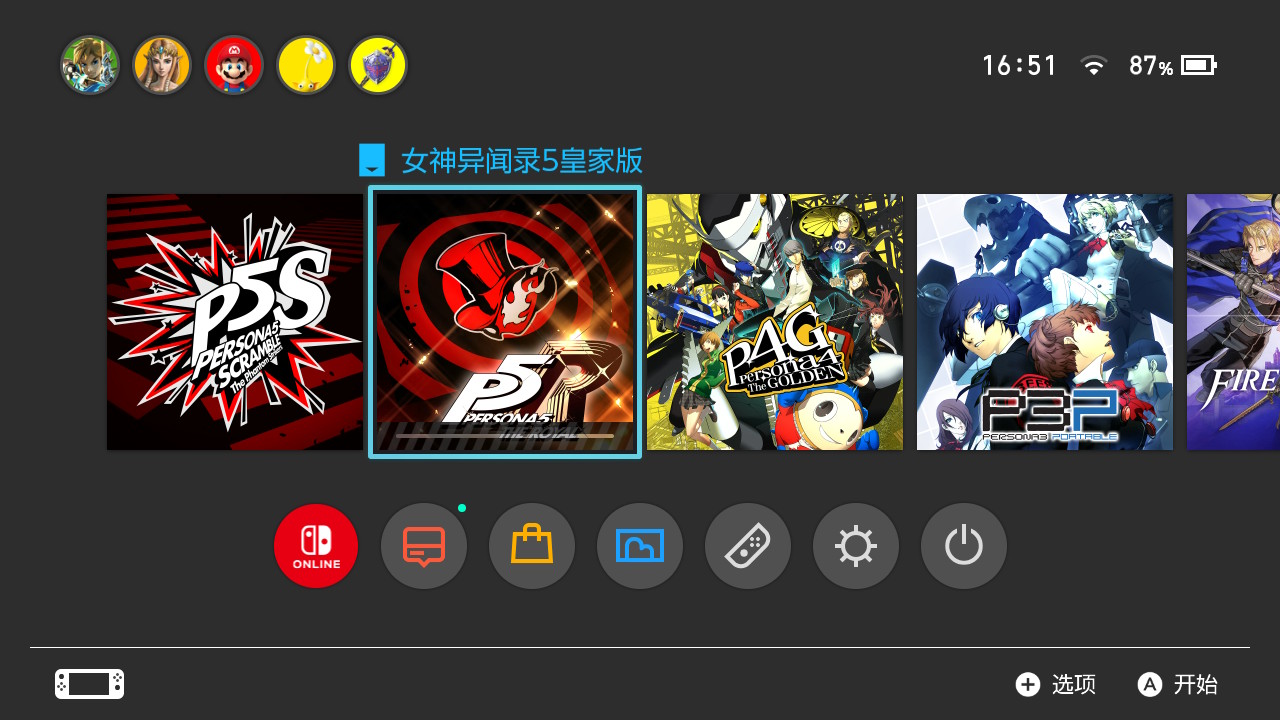 16:51
87%
女神异闻录5皇家版
P5S
PERSONA5
SCRAMBLE
The Phantom Strikers
P5R
PERSONA5
THE ROYAL
P4G
Persona4
The GOLDEN
P3P
PERSONA3 PORTABLE
FIRE
ONLINE
+ 选项
A 开始